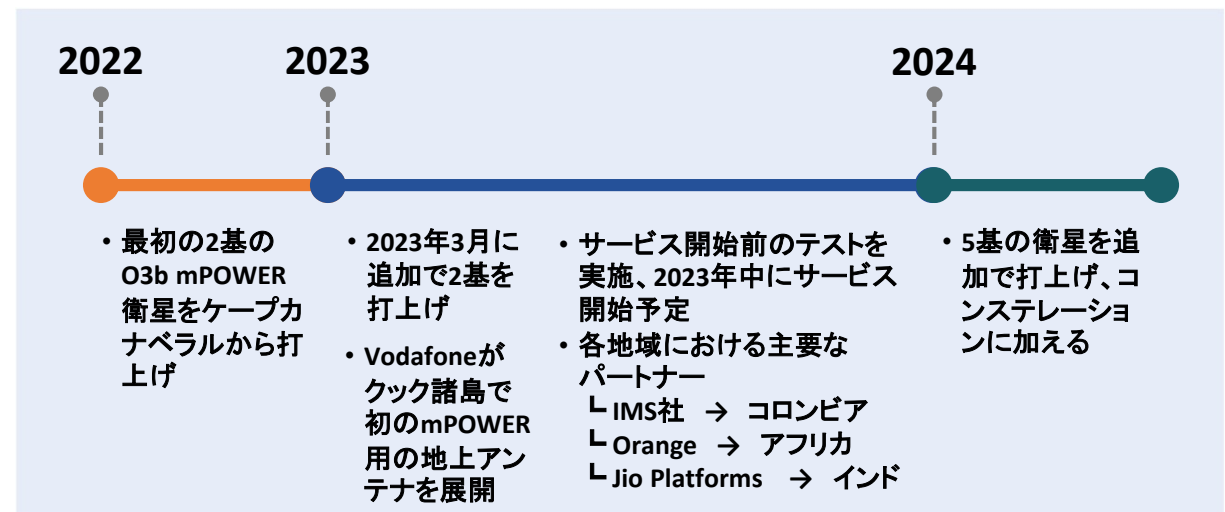 2022
2023
2024
・最初の2基の
O3b mPOWER
衛星をケープカ
ナベラルから打
上げ
・2023年3月に
追加で2基を
打上げ
・Vodafoneが
クック諸島で
初のmPOWER
用の地上アン
テナを展開
・サービス開始前のテストを
実施、2023年中にサービス
開始予定
・各地域における主要な
パートナー
┗ IMS社 → コロンビア
┗ Orange → アフリカ
┗ Jio Platforms → インド
・5基の衛星を追
加で打上げ、コ
ンステレーショ
ンに加える